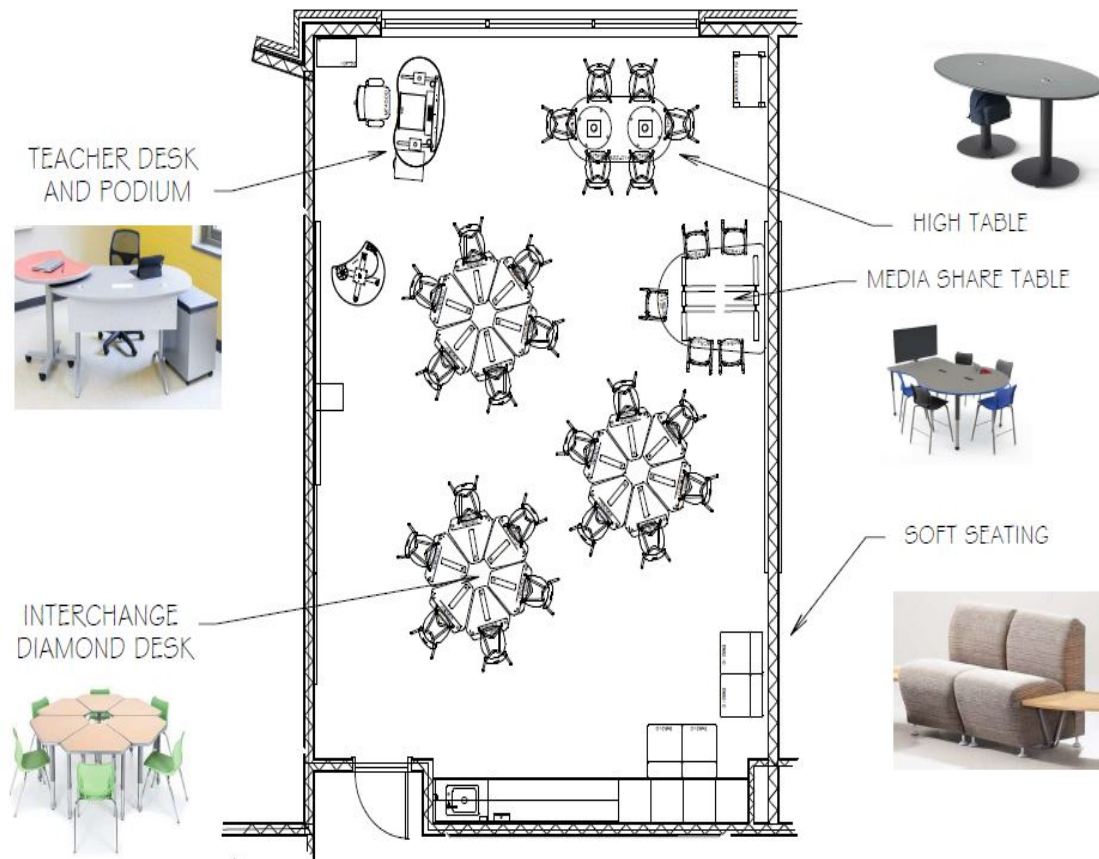 TEACHER DESK
AND PODIUM
HIGH TABLE
MEDIA SHARE TABLE
SOFT SEATING
INTERCHANGE
DIAMOND DESK